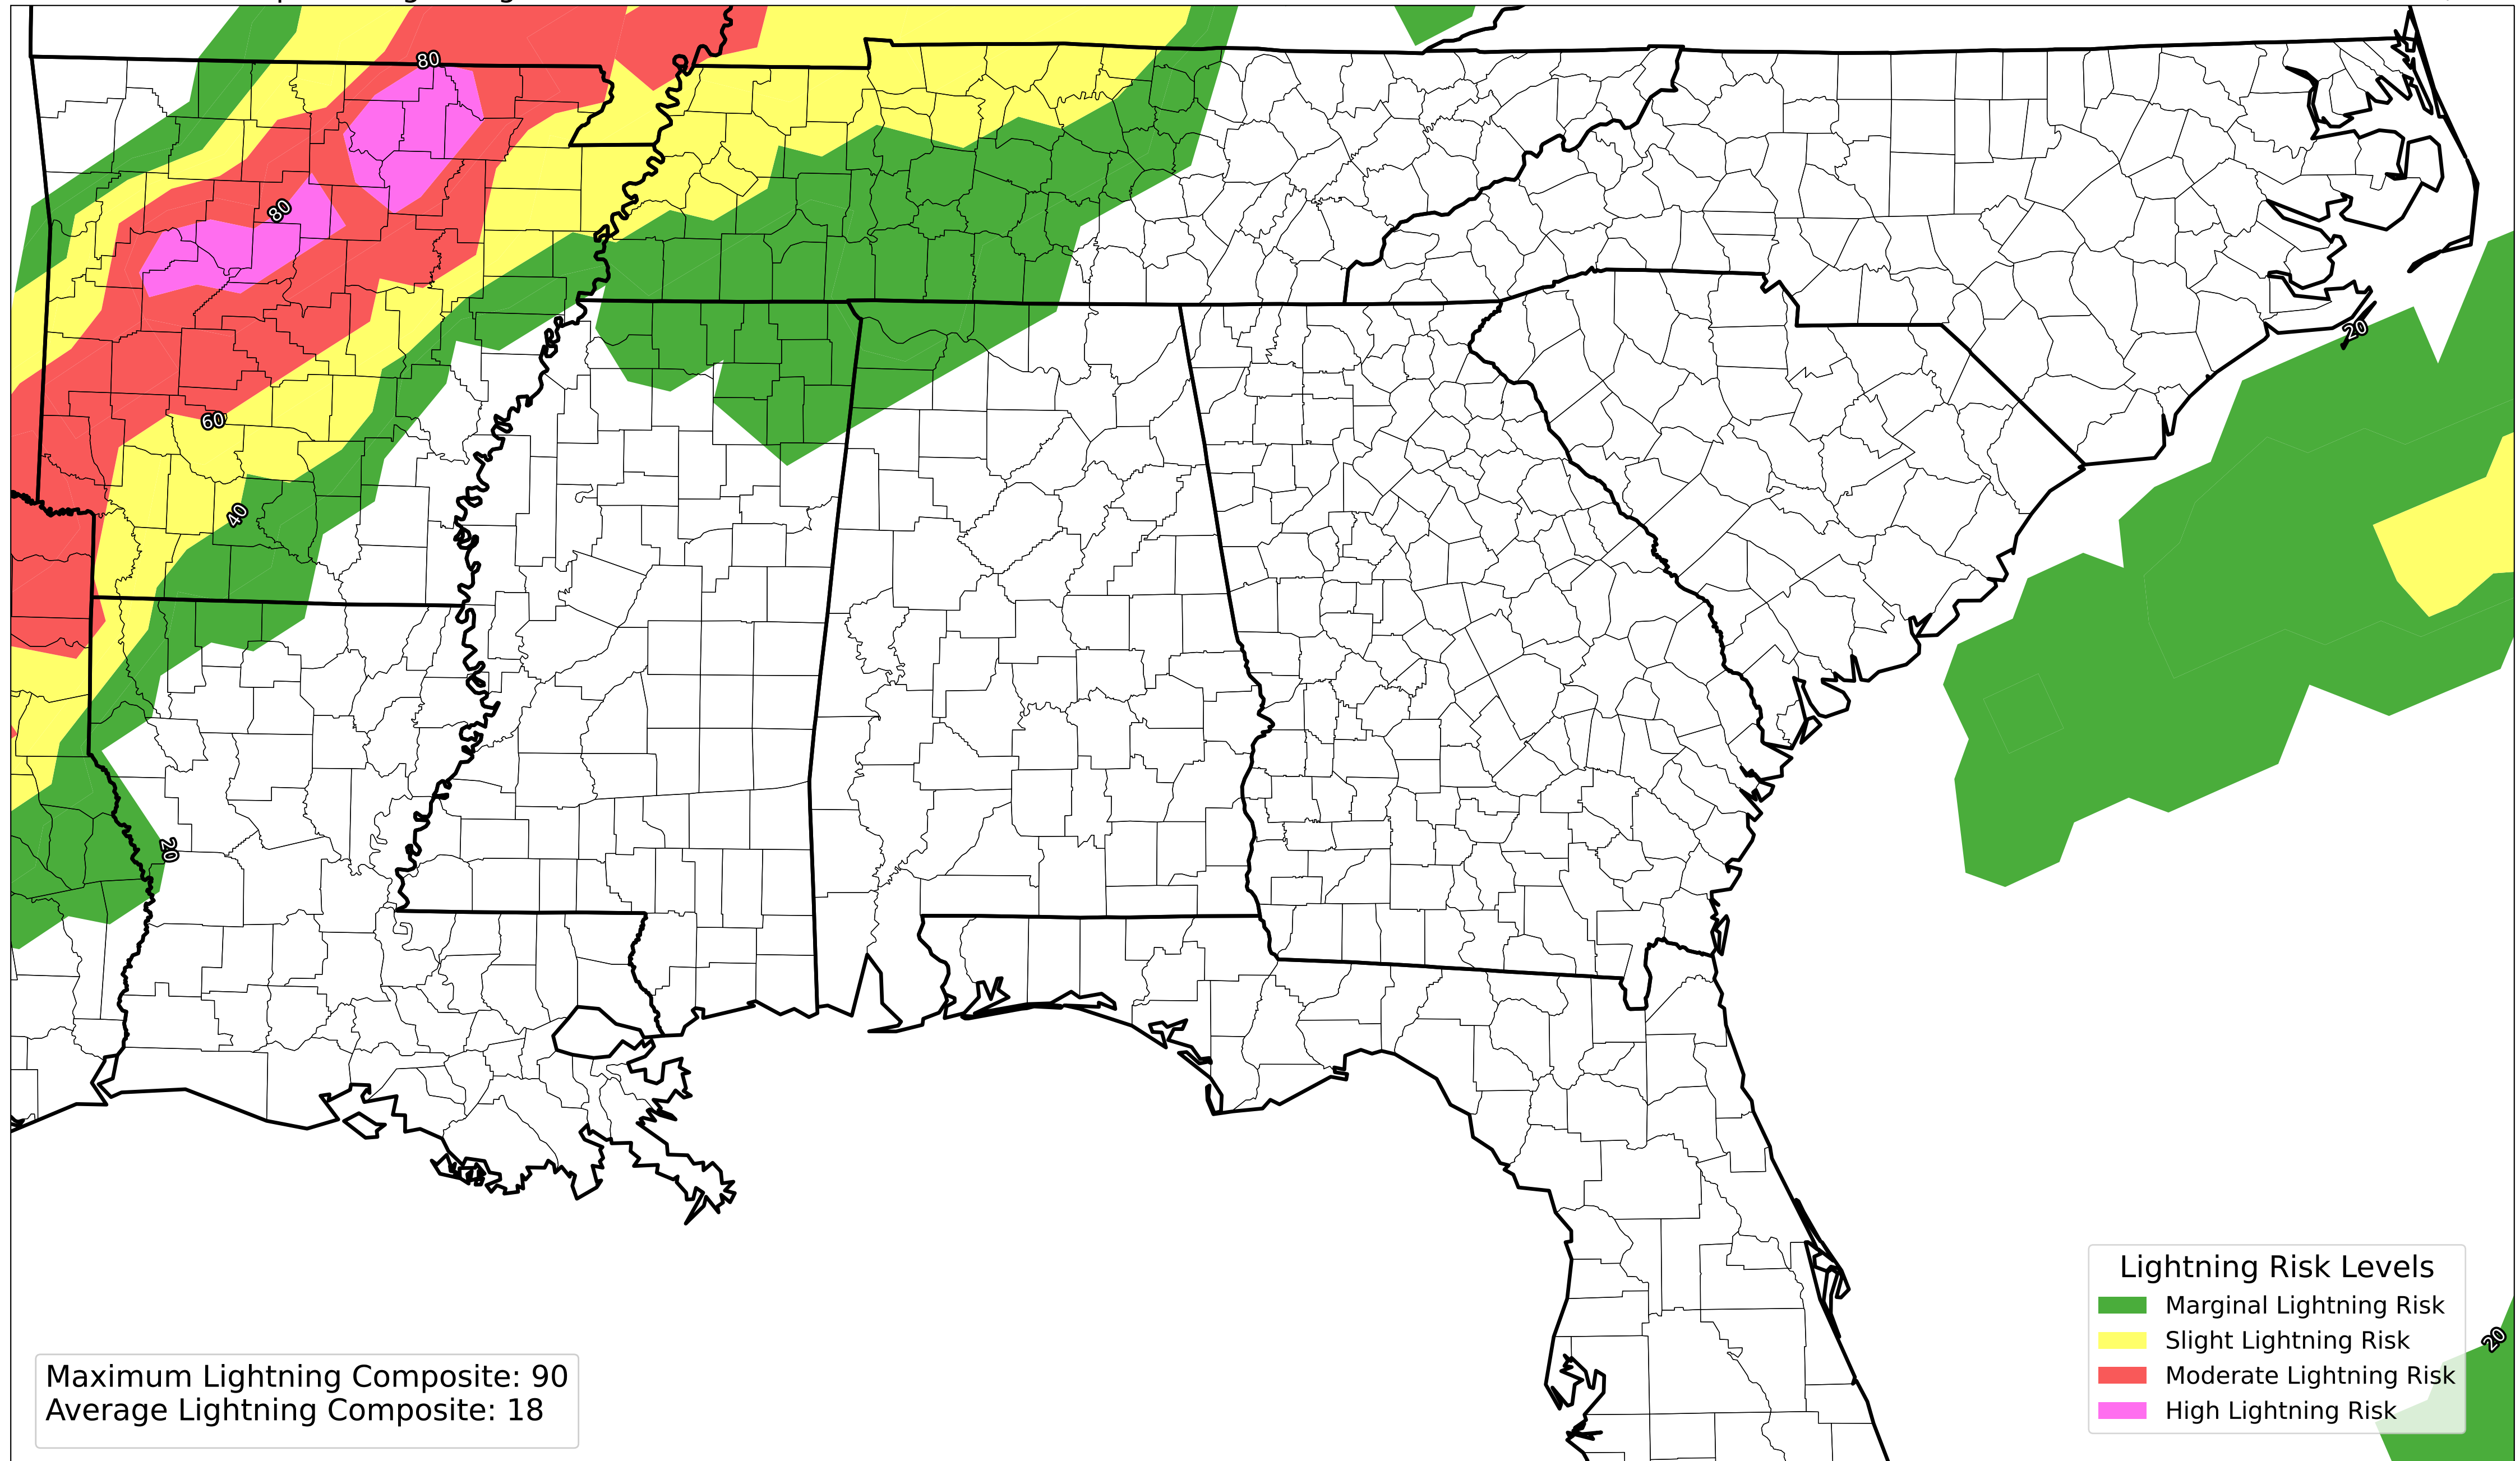 80
80
60
40
20
20
20
Lightning Risk Levels
Marginal Lightning Risk
Slight Lightning Risk
Moderate Lightning Risk
High Lightning Risk
Maximum Lightning Composite: 90
Average Lightning Composite: 18